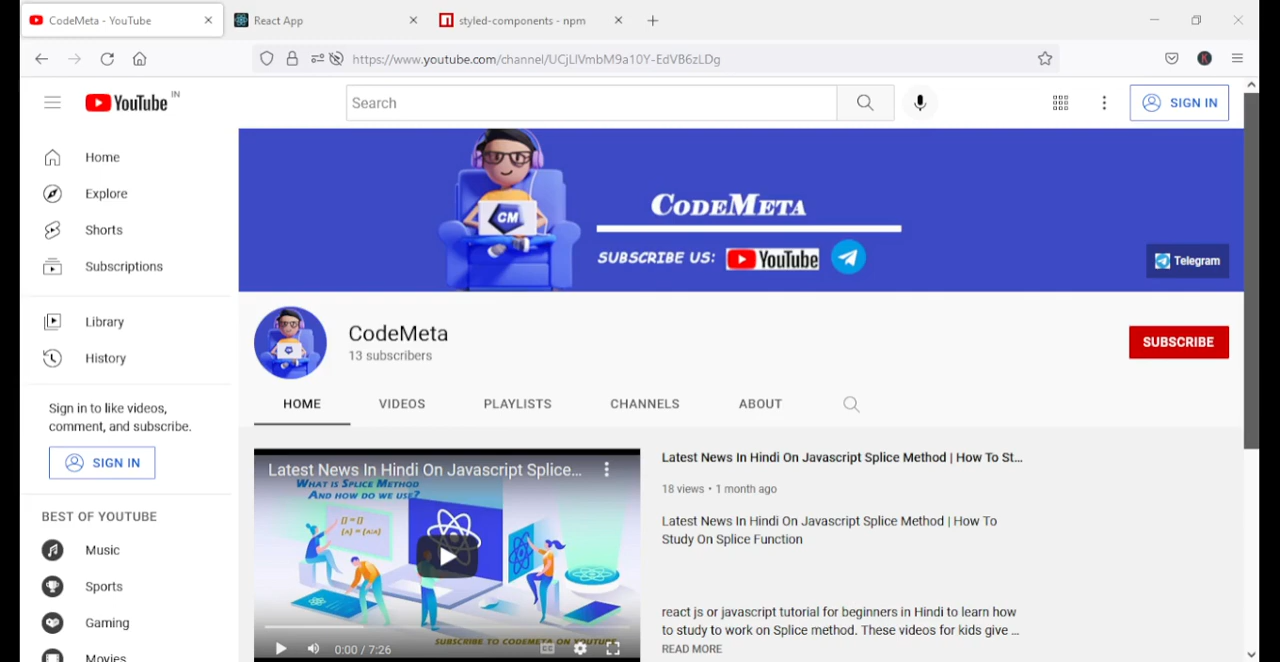 CodeMeta - YouTube
React App
styled-components - npm
https://www.youtube.com/channel/UCjLlVmbM9a10Y-EdVB6zLDg
YouTube IN
Search
SIGN IN
Home
Explore
Shorts
Subscriptions
Library
History
Sign in to like videos,
comment, and subscribe.
SIGN IN
BEST OF YOUTUBE
Music
Sports
Gaming
Movies
CM
CODEMETA
SUBSCRIBE US: YouTube
Telegram
CodeMeta
13 subscribers
SUBSCRIBE
HOME
VIDEOS
PLAYLISTS
CHANNELS
ABOUT
Latest News In Hindi On Javascript Splice...
WHAT IS SPLICE METHOD
AND HOW DO WE USE?
SUBSCRIBE TO CODEMETA ON YOUTUBE
0:00 / 7:26
Latest News In Hindi On Javascript Splice Method | How To St...
18 views • 1 month ago
Latest News In Hindi On Javascript Splice Method | How To
Study On Splice Function
react js or javascript tutorial for beginners in Hindi to learn how
to study to work on Splice method. These videos for kids give ...
READ MORE